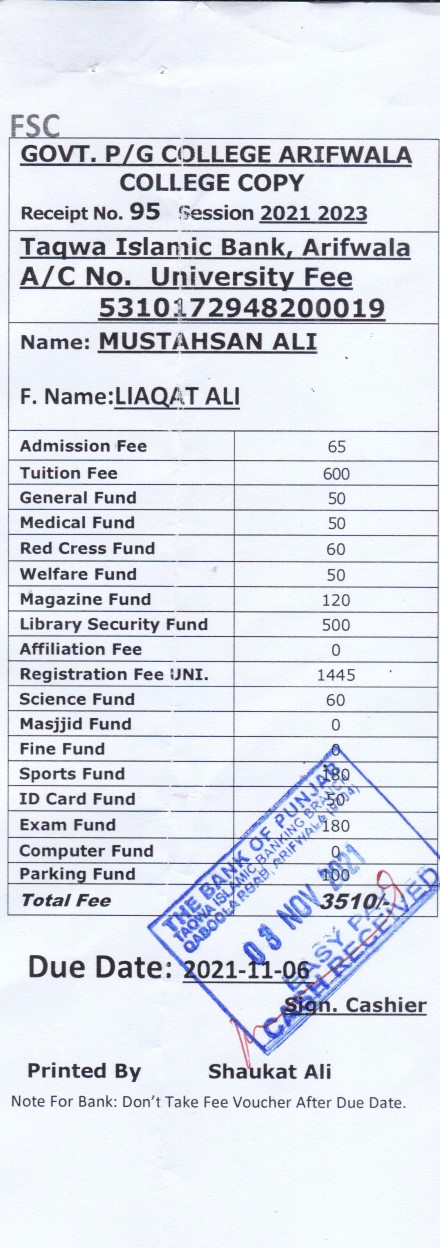 FSC
GOVT. P/G COLLEGE ARIFWALA
COLLEGE COPY
Receipt No. 95 Session 2021 2023
Taqwa Islamic Bank, Arifwala
A/C No. University Fee
5310172948200019
Name: MUSTAHSAN ALI
F. Name:LIAQAT ALI
Admission Fee 65
Tuition Fee 600
General Fund 50
Medical Fund 50
Red Cress Fund 60
Welfare Fund 50
Magazine Fund 120
Library Security Fund 500
Affiliation Fee 0
Registration Fee UNI. 1445
Science Fund 60
Masjjid Fund 0
Fine Fund 0
Sports Fund 180
ID Card Fund 50
Exam Fund 180
Computer Fund 0
Parking Fund 100
Total Fee 3510/-
THE BANK OF PUNJAB
TAQWA ISLAMIC BANKING BRANCH
QABOOLA ROAD, ARIFWALA
03 NOV 2021
CASH RECEIVED
Due Date: 2021-11-06
Sign. Cashier
Printed By Shaukat Ali
Note For Bank: Don't Take Fee Voucher After Due Date.